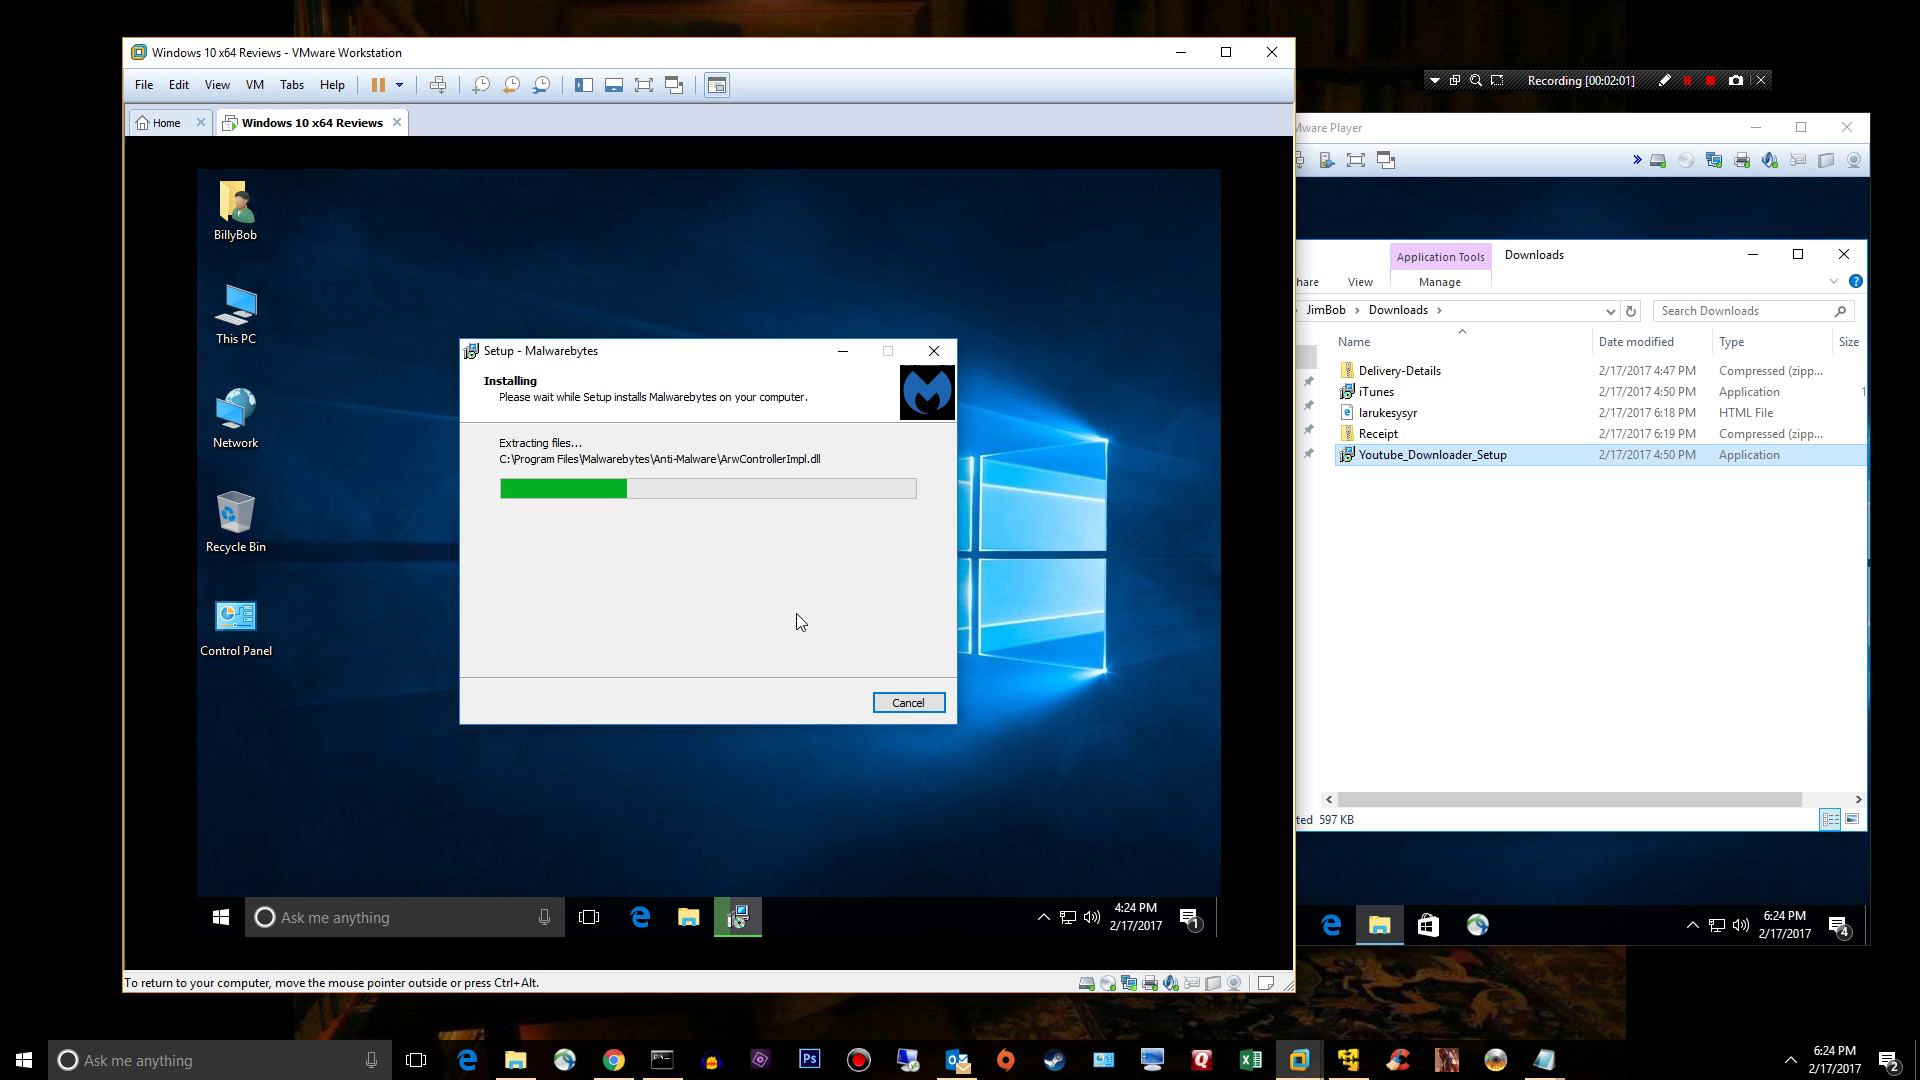 Windows 10 x64 Reviews - VMware Workstation
File Edit View VM Tabs Help
Home
Windows 10 x64 Reviews
BillyBob
This PC
Network
Recycle Bin
Control Panel
Setup - Malwarebytes
Installing
Please wait while Setup installs Malwarebytes on your computer.
Extracting files...
C:\Program Files\Malwarebytes\Anti-Malware\ArwControllerImpl.dll
Cancel
Ask me anything
4:24 PM
2/17/2017
1
To return to your computer, move the mouse pointer outside or press Ctrl+Alt.
Recording [00:02:01]
Mware Player
Application Tools
Downloads
hare View Manage
JimBob > Downloads >
Search Downloads
Name Date modified Type Size
Delivery-Details 2/17/2017 4:47 PM Compressed (zipp...
iTunes 2/17/2017 4:50 PM Application 1
larukesysyr 2/17/2017 6:18 PM HTML File
Receipt 2/17/2017 6:19 PM Compressed (zipp...
Youtube_Downloader_Setup 2/17/2017 4:50 PM Application
ted 597 KB
6:24 PM
2/17/2017
4
Ask me anything
Ps
6:24 PM
2/17/2017
2